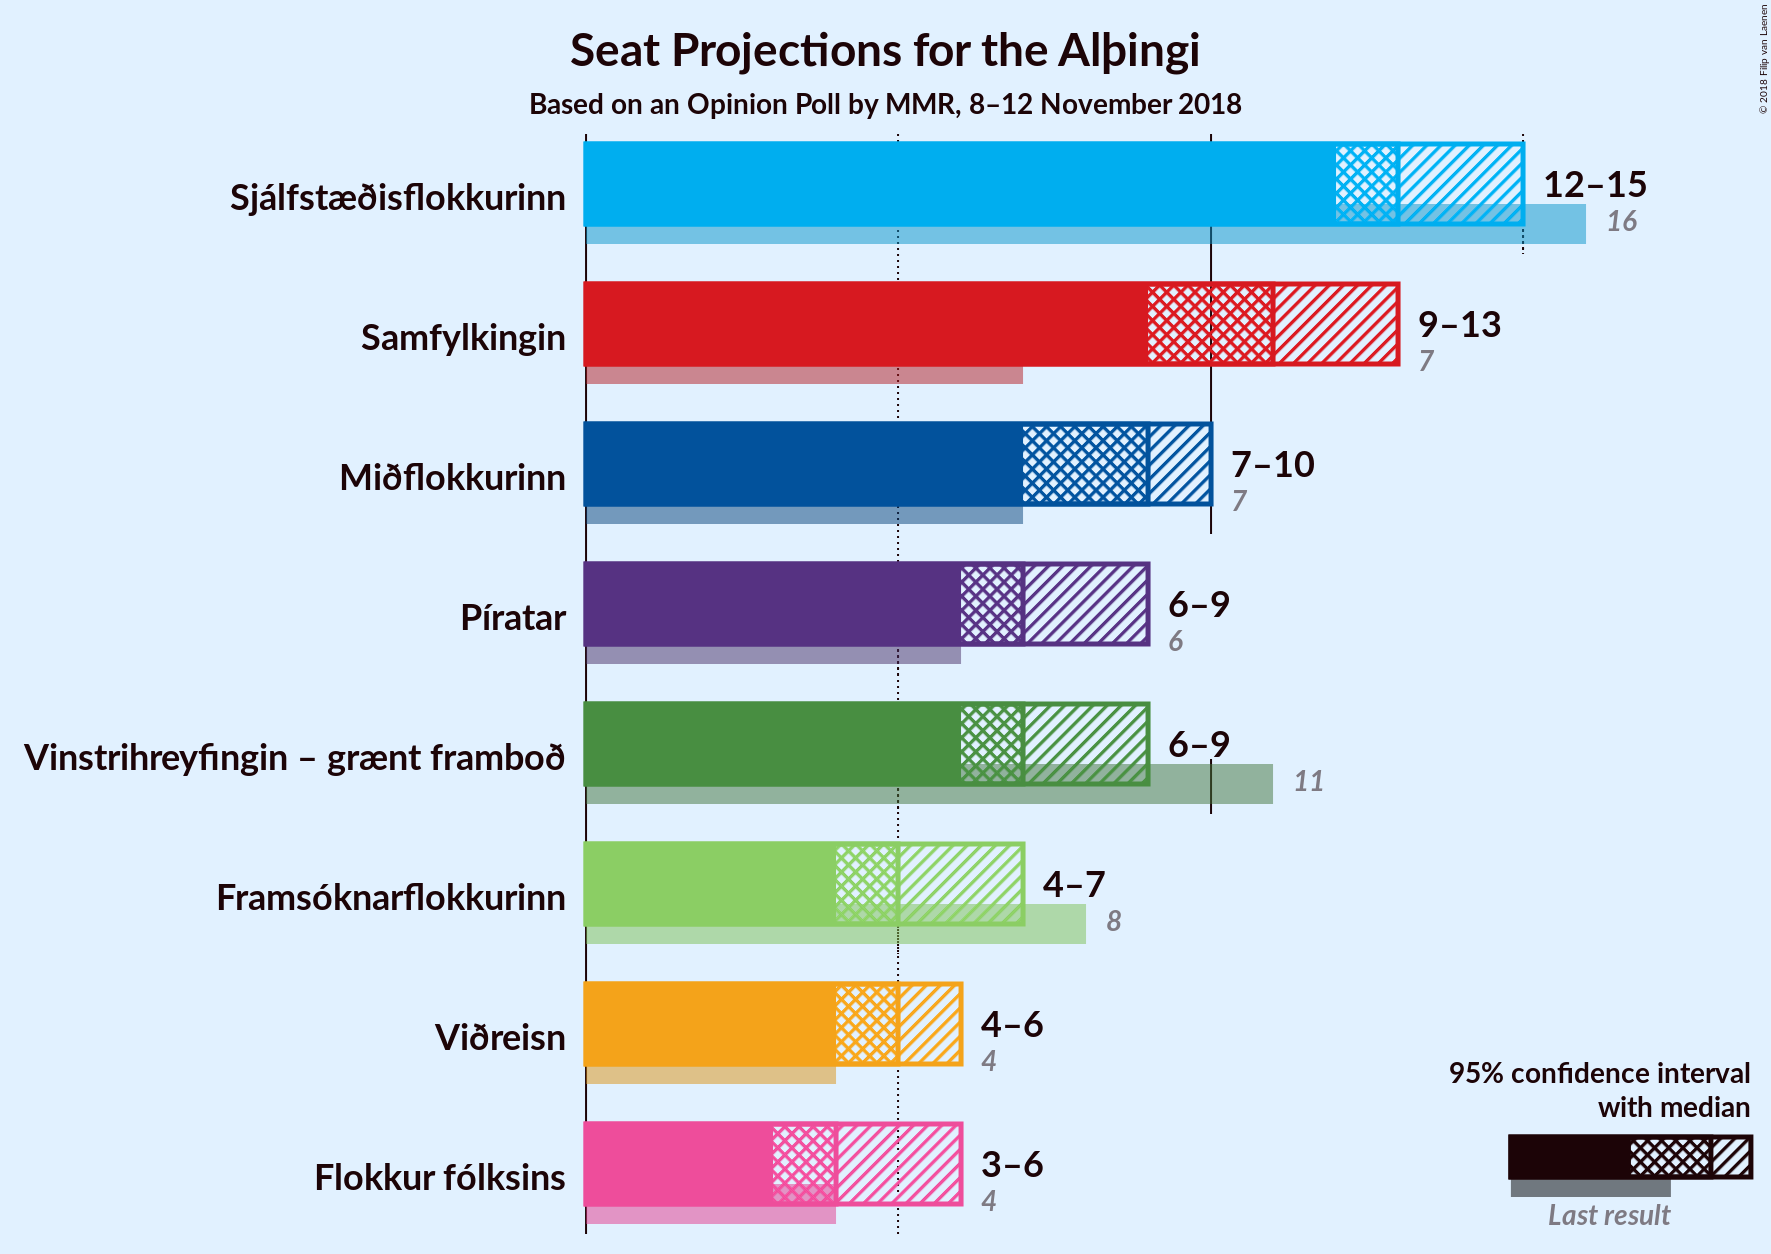 Seat Projections for the Alþingi
Based on an Opinion Poll by MMR, 8–12 November 2018
© 2018 Filip van Laenen
Sjálfstæðisflokkurinn
12–15
16
Samfylkingin
9–13
7
Miðflokkurinn
7–10
7
Píratar
6–9
6
Vinstrihreyfingin – grænt framboð
6–9
11
Framsóknarflokkurinn
4–7
8
Viðreisn
4–6
4
Flokkur fólksins
3–6
4
95% confidence interval
with median
Last result